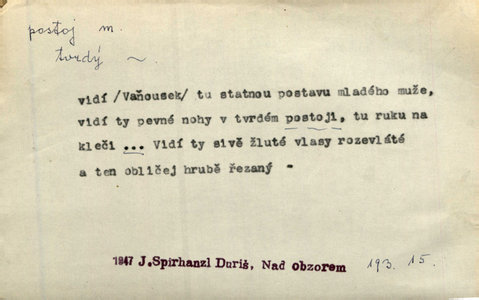 postoj m.
tvrdý ~
vidí /Vaňousek/ tu statnou postavu mladého muže,
vidí ty pevné nohy v tvrdém postoji, tu ruku na
kleči ... Vidí ty sivě žluté vlasy rozevláté
a ten obličej hrubě řezaný -
1947 J.Spirhanzl Duriš, Nad obzorem 193. 15.